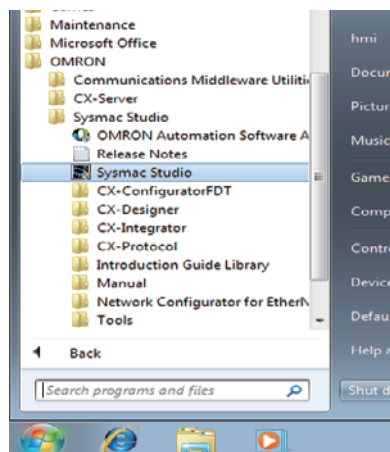 Maintenance
Microsoft Office
OMRON
Communications Middleware Utiliti
CX-Server
Sysmac Studio
OMRON Automation Software A
Release Notes
Sysmac Studio
CX-ConfiguratorFDT
CX-Designer
CX-Integrator
CX-Protocol
Introduction Guide Library
Manual
Network Configurator for EtherN
Tools
Back
Search programs and files
hmi
Docur
Pictur
Music
Game
Comp
Contr
Device
Defau
Help a
Shut d